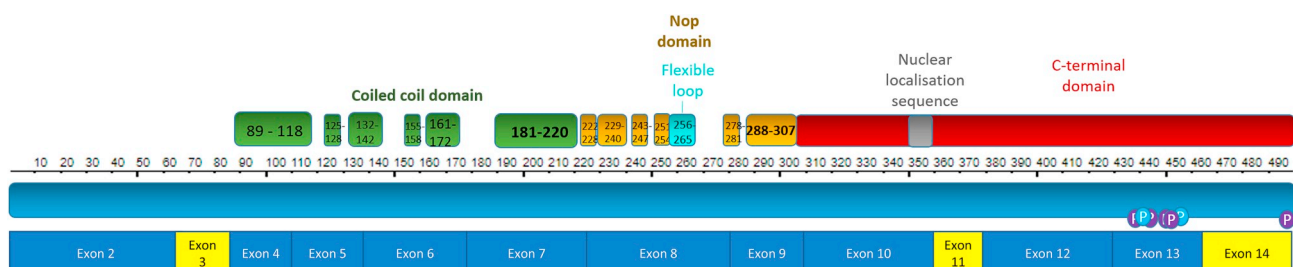 Nop
domain
Flexible
loop
Nuclear
localisation
sequence
C-terminal
domain
Coiled coil domain
89 - 118
125-
128
132-
142
155-
158
161-
172
181-220
222
228
229-
240
243-
247
251
254
256-
265
278-
281
288-307
10 20 30 40 50 60 70 80 90 100 110 120 130 140 150 160 170 180 190 200 210 220 230 240 250 260 270 280 290 300 310 320 330 340 350 360 370 380 390 400 410 420 430 440 450 460 470 480 490
P P P P P
Exon 2
Exon
3
Exon 4
Exon 5
Exon 6
Exon 7
Exon 8
Exon 9
Exon 10
Exon
11
Exon 12
Exon 13
Exon 14